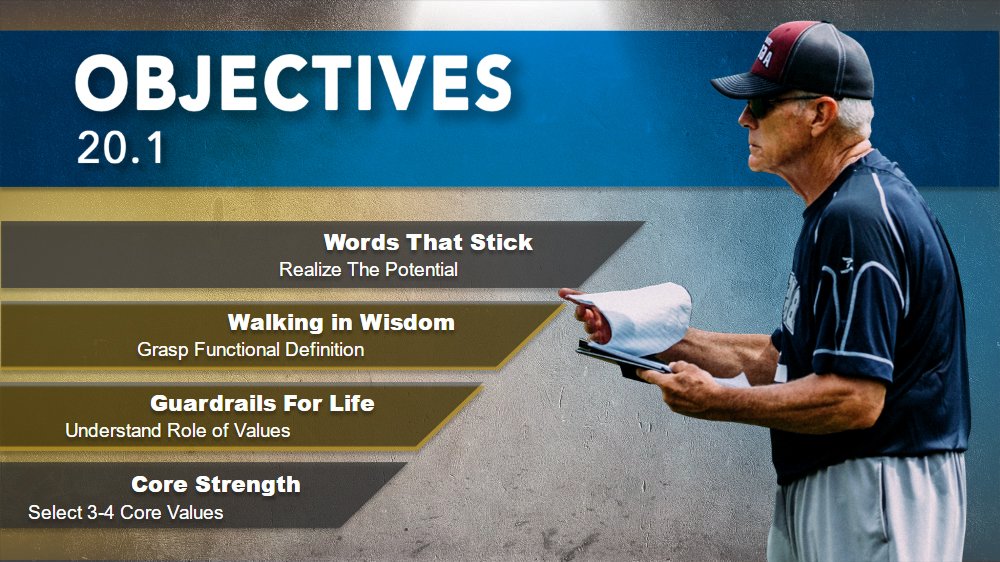 OBJECTIVES
20.1
Words That Stick
Realize The Potential
Walking in Wisdom
Grasp Functional Definition
Guardrails For Life
Understand Role of Values
Core Strength
Select 3-4 Core Values